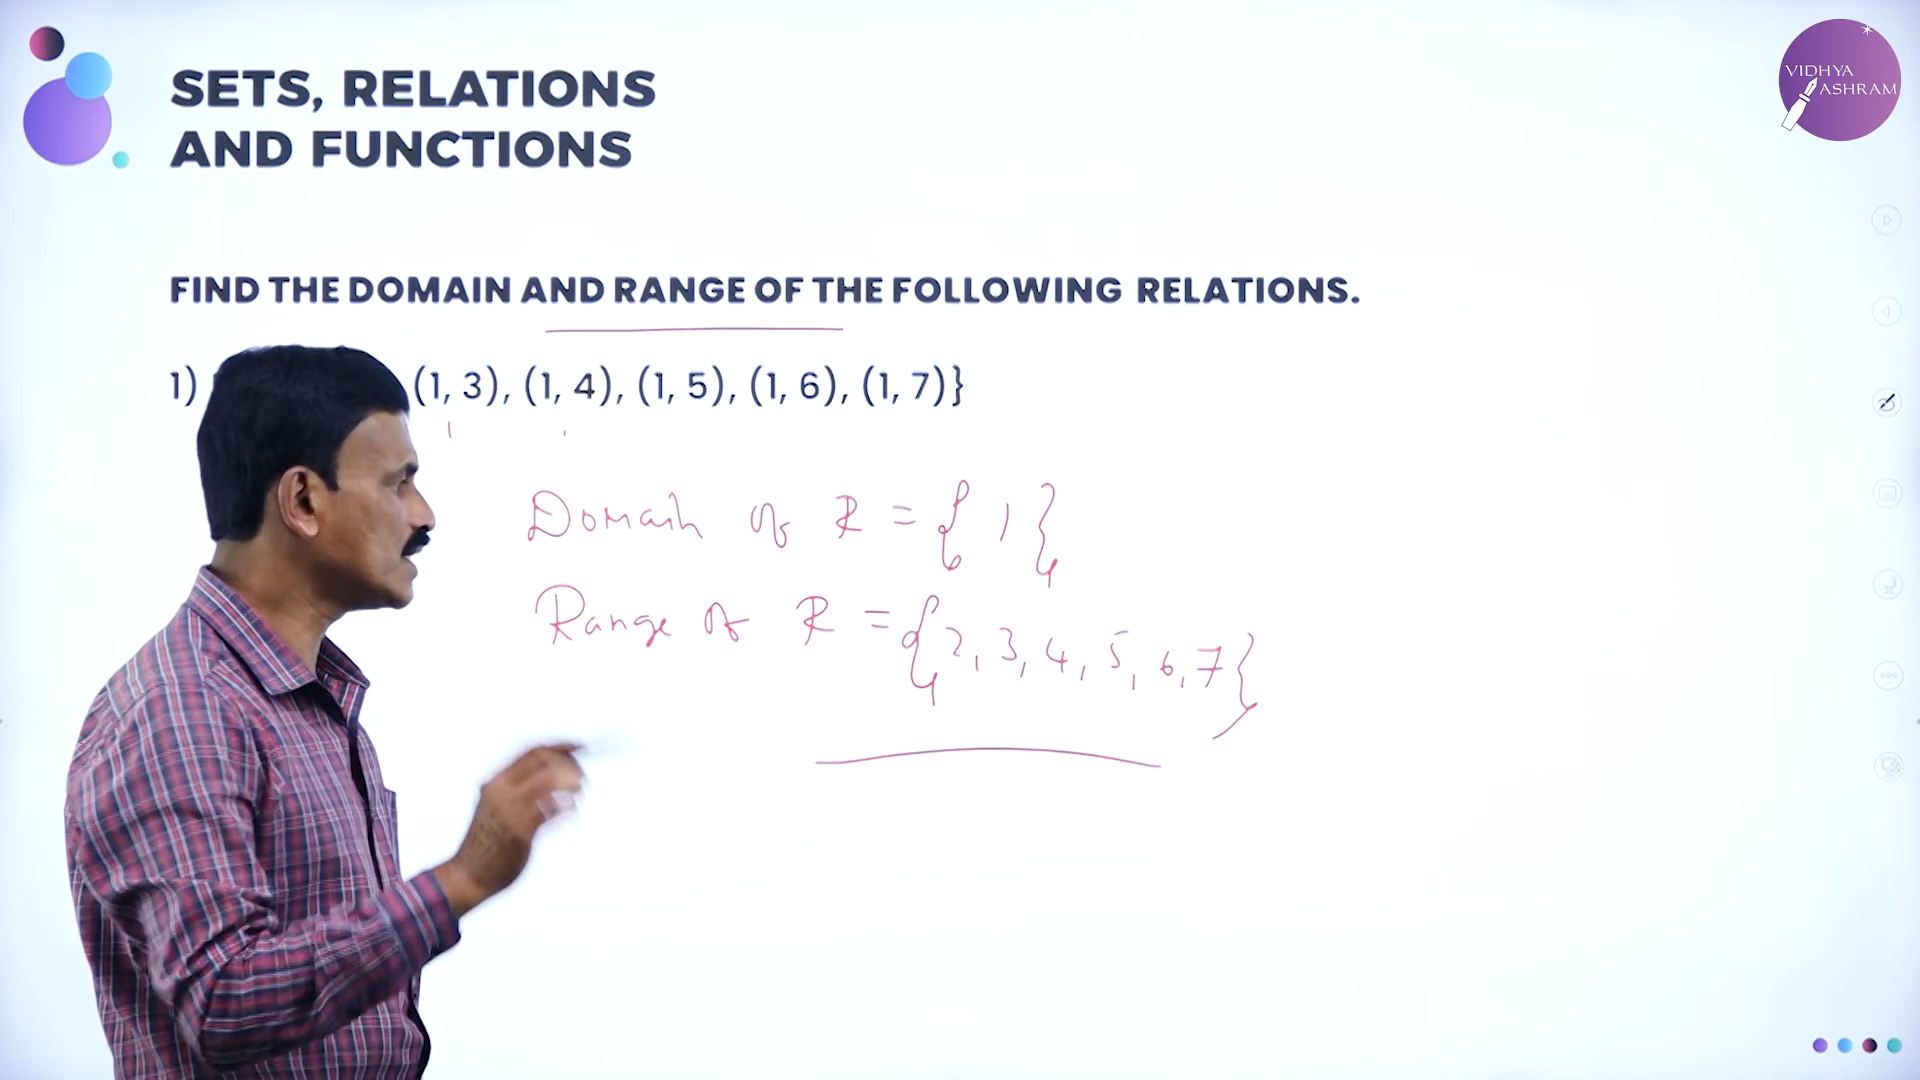 SETS, RELATIONS
AND FUNCTIONS
VIDHYA
ASHRAM
FIND THE DOMAIN AND RANGE OF THE FOLLOWING RELATIONS.
1) (1, 3), (1, 4), (1, 5), (1, 6), (1, 7)}
Domain of R = { 1 }
Range of R = {2, 3, 4, 5, 6, 7}